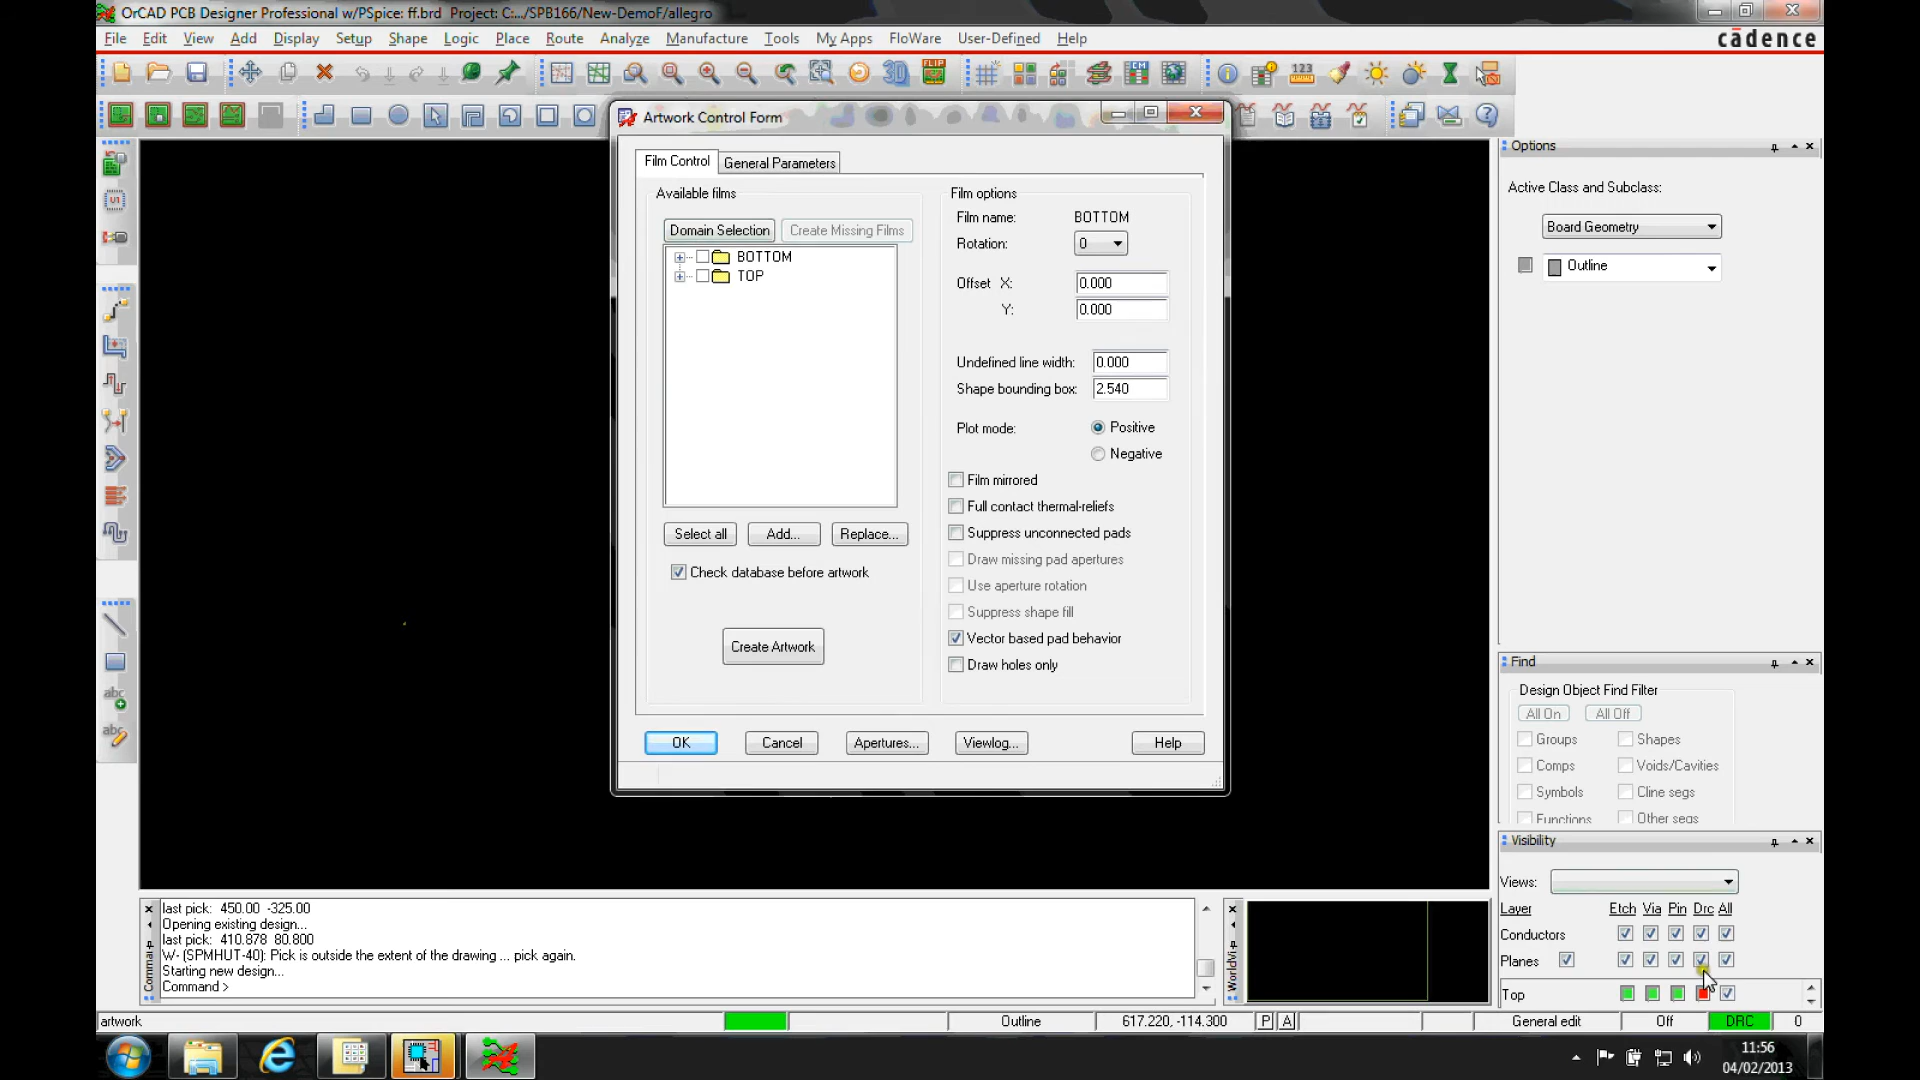 OrCAD PCB Designer Professional w/PSpice: ff.brd Project: C:.../SPB166/New-DemoF/allegro
File Edit View Add Display Setup Shape Logic Place Route Analyze Manufacture Tools My Apps FloWare User-Defined Help
cādence
FLIP
3D
CM
123
U1
abc
abc
Artwork Control Form
Film Control
General Parameters
Available films
Domain Selection
Create Missing Films
BOTTOM
TOP
Select all
Add...
Replace...
Check database before artwork
Create Artwork
Film options
Film name: BOTTOM
Rotation: 0
Offset X: 0.000
Y: 0.000
Undefined line width: 0.000
Shape bounding box: 2.540
Plot mode:
Positive
Negative
Film mirrored
Full contact thermal-reliefs
Suppress unconnected pads
Draw missing pad apertures
Use aperture rotation
Suppress shape fill
Vector based pad behavior
Draw holes only
OK
Cancel
Apertures...
Viewlog...
Help
Options
Active Class and Subclass:
Board Geometry
Outline
Find
Design Object Find Filter
All On
All Off
Groups Shapes
Comps Voids/Cavities
Symbols Cline segs
Functions Other segs
Visibility
Views:
Layer Etch Via Pin Drc All
Conductors
Planes
Top
last pick: 450.00 -325.00
Opening existing design...
last pick: 410.878 80.800
W- (SPMHUT-40): Pick is outside the extent of the drawing ... pick again.
Starting new design...
Command >
artwork
Outline
617.220, -114.300
P
A
General edit
Off
DRC
0
11:56
04/02/2013